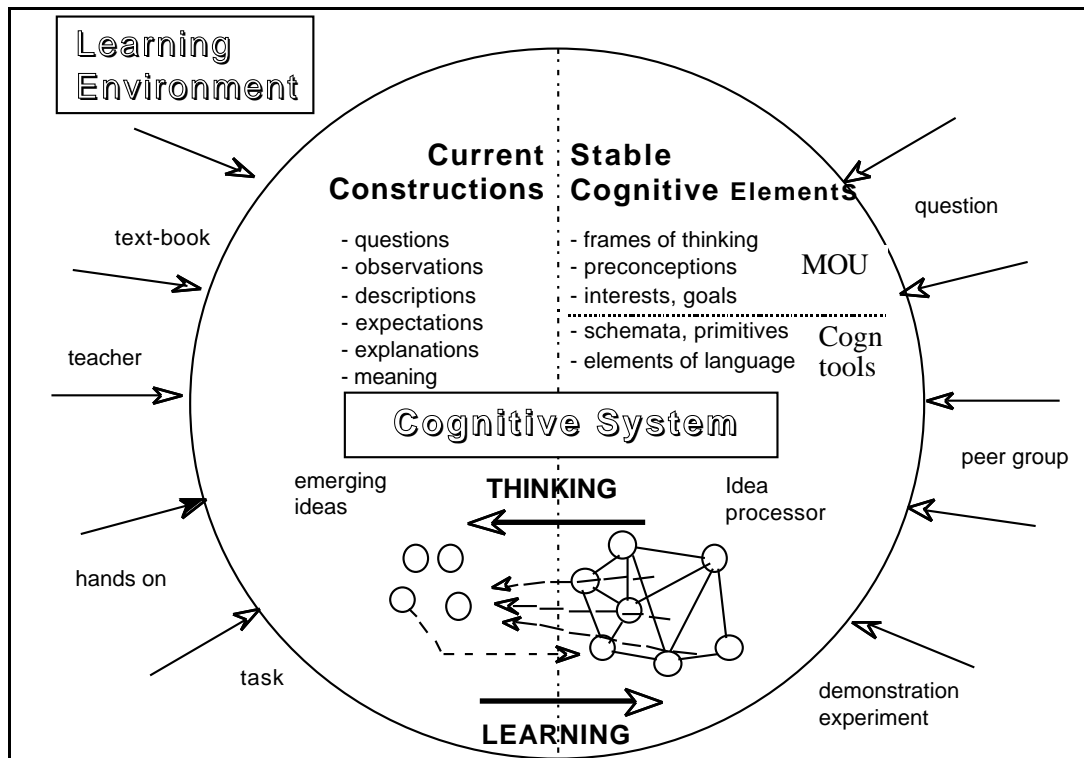 Learning
Environment
Current
Constructions
- questions
- observations
- descriptions
- expectations
- explanations
- meaning
Stable
Cognitive Elements
- frames of thinking
- preconceptions
- interests, goals
MOU
- schemata, primitives
- elements of language
Cogn
tools
text-book
teacher
hands on
task
question
peer group
demonstration
experiment
Cognitive System
emerging
ideas
THINKING
Idea
processor
LEARNING